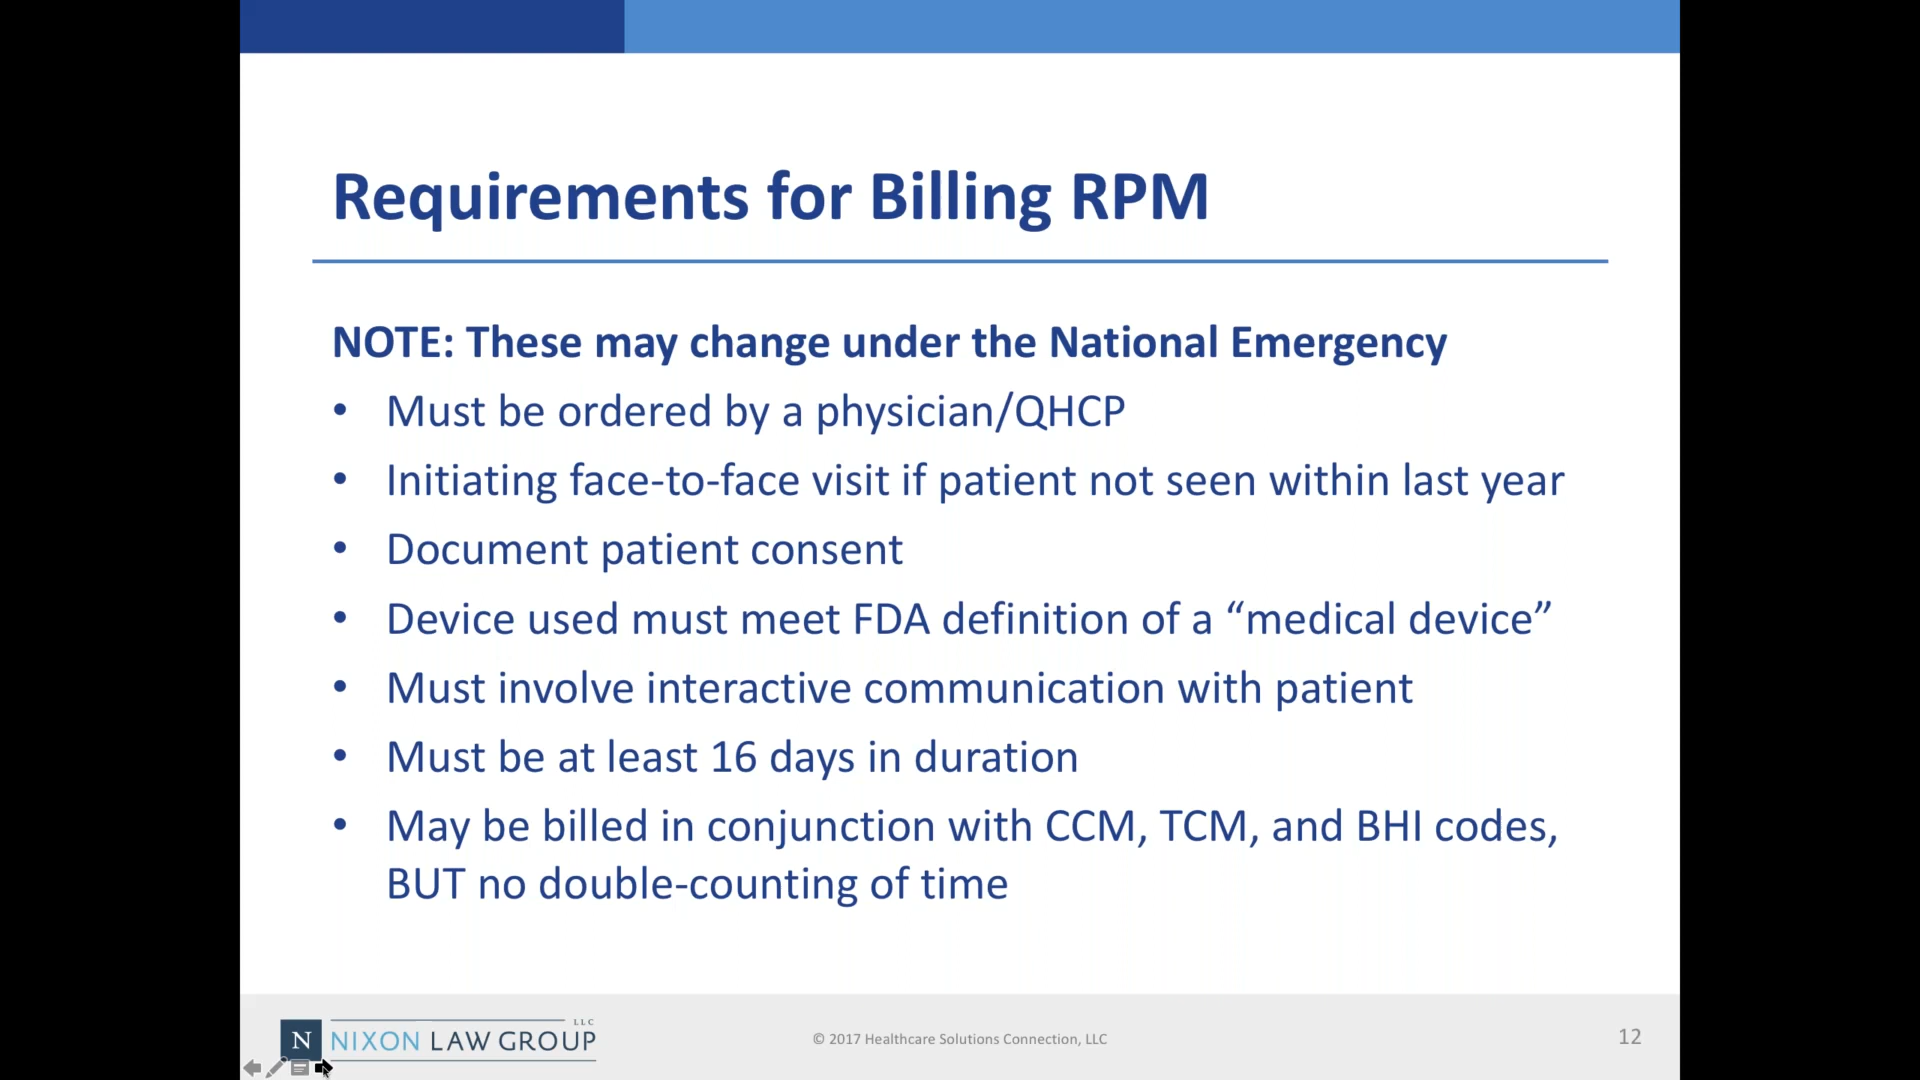 Requirements for Billing RPM
NOTE: These may change under the National Emergency
• Must be ordered by a physician/QHCP
• Initiating face-to-face visit if patient not seen within last year
• Document patient consent
• Device used must meet FDA definition of a “medical device”
• Must involve interactive communication with patient
• Must be at least 16 days in duration
• May be billed in conjunction with CCM, TCM, and BHI codes,
BUT no double-counting of time
N NIXON LAW GROUP LLC
© 2017 Healthcare Solutions Connection, LLC
12